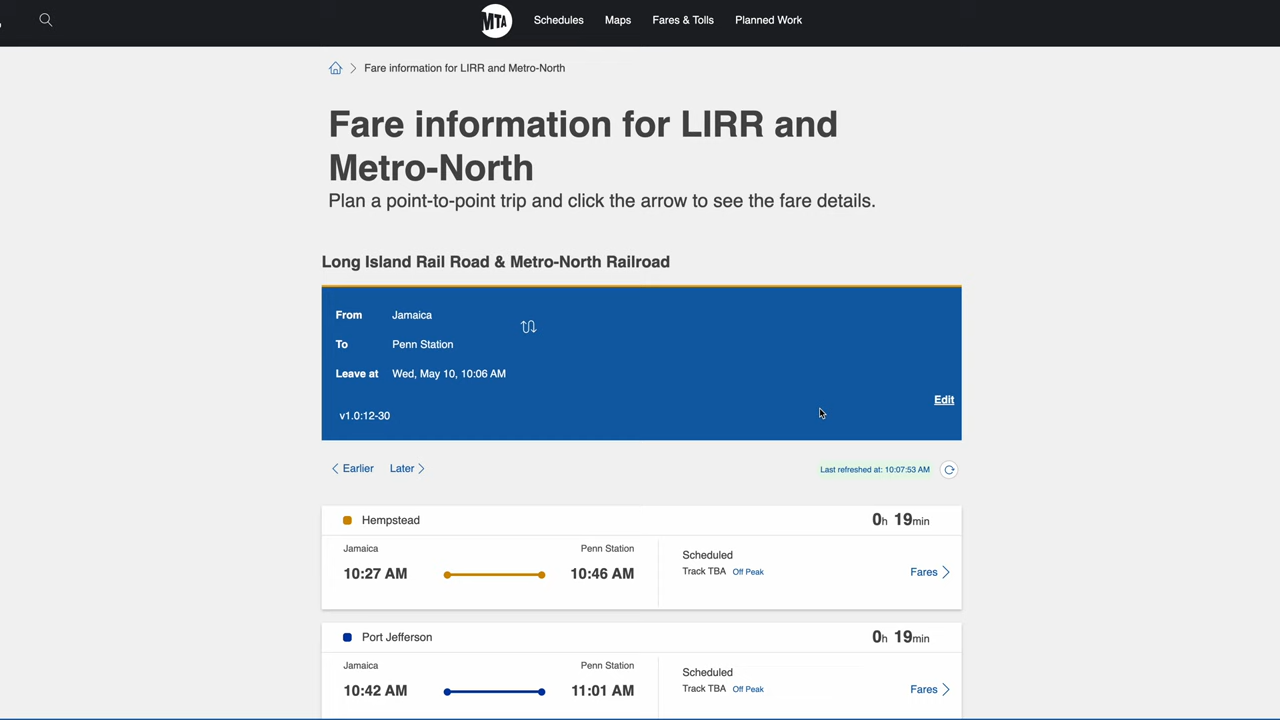 MTA
Schedules
Maps
Fares & Tolls
Planned Work
Fare information for LIRR and Metro-North
Fare information for LIRR and
Metro-North
Plan a point-to-point trip and click the arrow to see the fare details.
Long Island Rail Road & Metro-North Railroad
From Jamaica
To Penn Station
Leave at Wed, May 10, 10:06 AM
Edit
v1.0:12-30
Earlier
Later
Last refreshed at: 10:07:53 AM
Hempstead
0h 19min
Jamaica
Penn Station
10:27 AM
10:46 AM
Scheduled
Track TBA Off Peak
Fares
Port Jefferson
0h 19min
Jamaica
Penn Station
10:42 AM
11:01 AM
Scheduled
Track TBA Off Peak
Fares